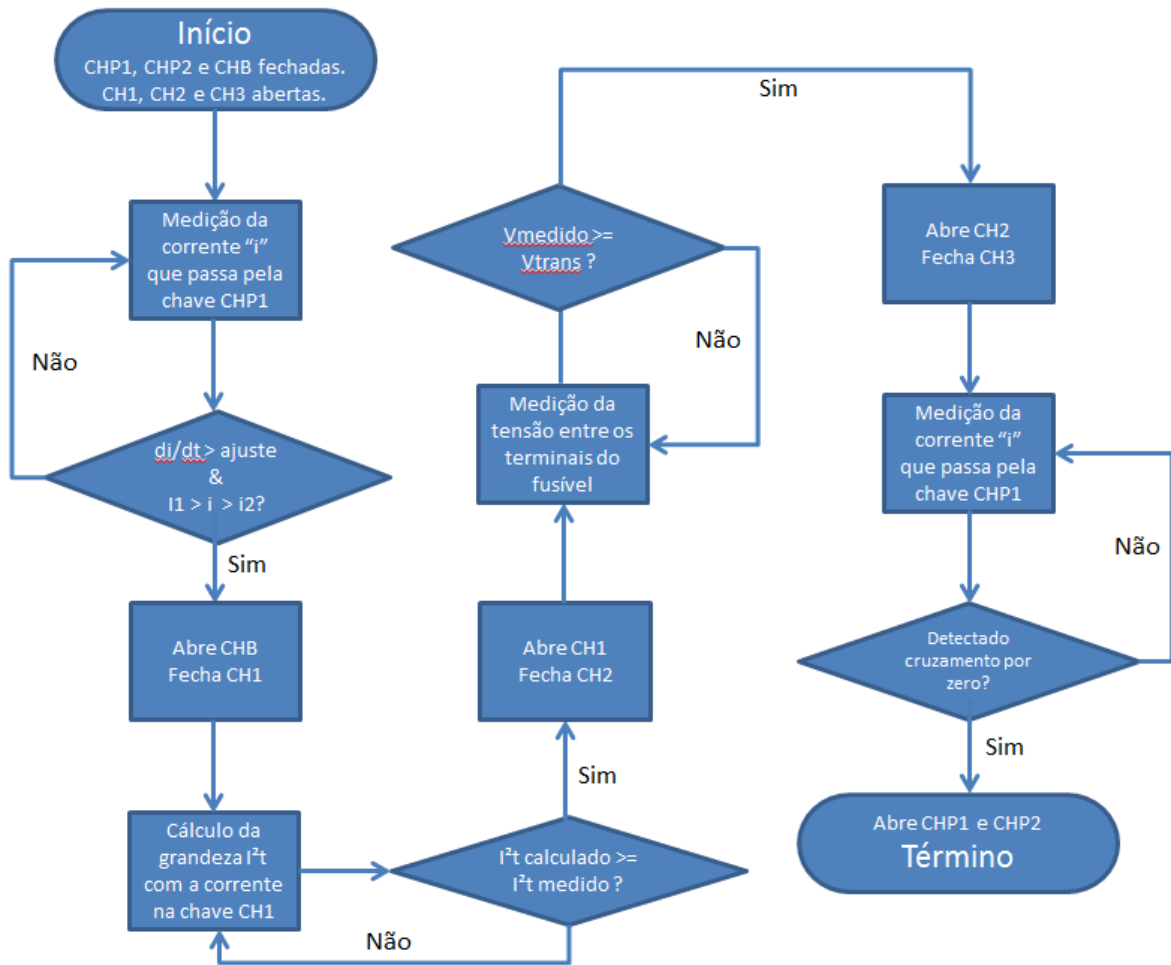 Início
CHP1, CHP2 e CHB fechadas.
CH1, CH2 e CH3 abertas.
Medição da
corrente “i”
que passa pela
chave CHP1
Não
di/dt > ajuste
&
I1 > i > i2?
Sim
Abre CHB
Fecha CH1
Cálculo da
grandeza I²t
com a corrente
na chave CH1
I²t calculado >=
I²t medido ?
Não
Sim
Abre CH1
Fecha CH2
Medição da
tensão entre os
terminais do
fusível
Vmedido >=
Vtrans ?
Não
Sim
Abre CH2
Fecha CH3
Medição da
corrente “i”
que passa pela
chave CHP1
Detectado
cruzamento por
zero?
Não
Sim
Abre CHP1 e CHP2
Término